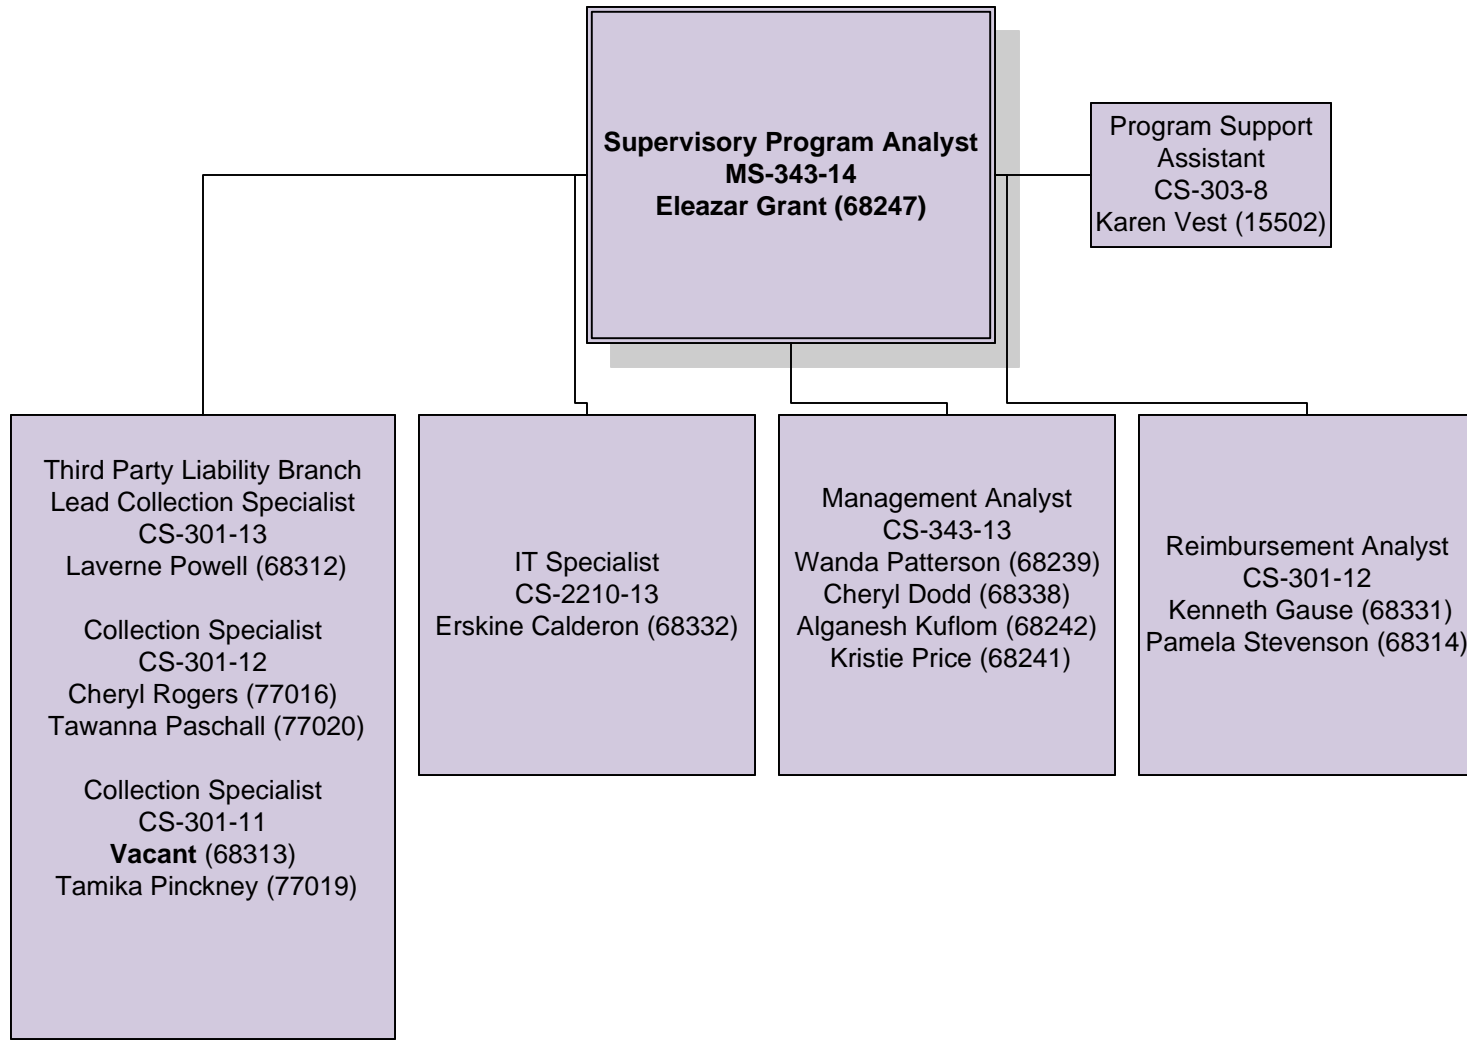 Supervisory Program Analyst
MS-343-14
Eleazar Grant (68247)
Program Support
Assistant
CS-303-8
Karen Vest (15502)
Third Party Liability Branch
Lead Collection Specialist
CS-301-13
Laverne Powell (68312)
Collection Specialist
CS-301-12
Cheryl Rogers (77016)
Tawanna Paschall (77020)
Collection Specialist
CS-301-11
Vacant (68313)
Tamika Pinckney (77019)
IT Specialist
CS-2210-13
Erskine Calderon (68332)
Management Analyst
CS-343-13
Wanda Patterson (68239)
Cheryl Dodd (68338)
Alganesh Kuflom (68242)
Kristie Price (68241)
Reimbursement Analyst
CS-301-12
Kenneth Gause (68331)
Pamela Stevenson (68314)